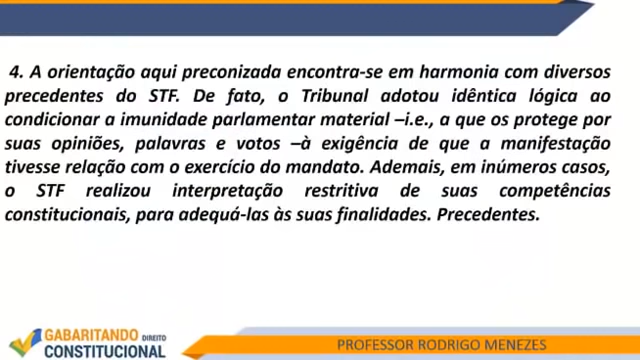 4. A orientação aqui preconizada encontra-se em harmonia com diversos
precedentes do STF. De fato, o Tribunal adotou idêntica lógica ao
condicionar a imunidade parlamentar material –i.e., a que os protege por
suas opiniões, palavras e votos –à exigência de que a manifestação
tivesse relação com o exercício do mandato. Ademais, em inúmeros casos,
o STF realizou interpretação restritiva de suas competências
constitucionais, para adequá-las às suas finalidades. Precedentes.
GABARITANDO DIREITO
CONSTITUCIONAL
PROFESSOR RODRIGO MENEZES